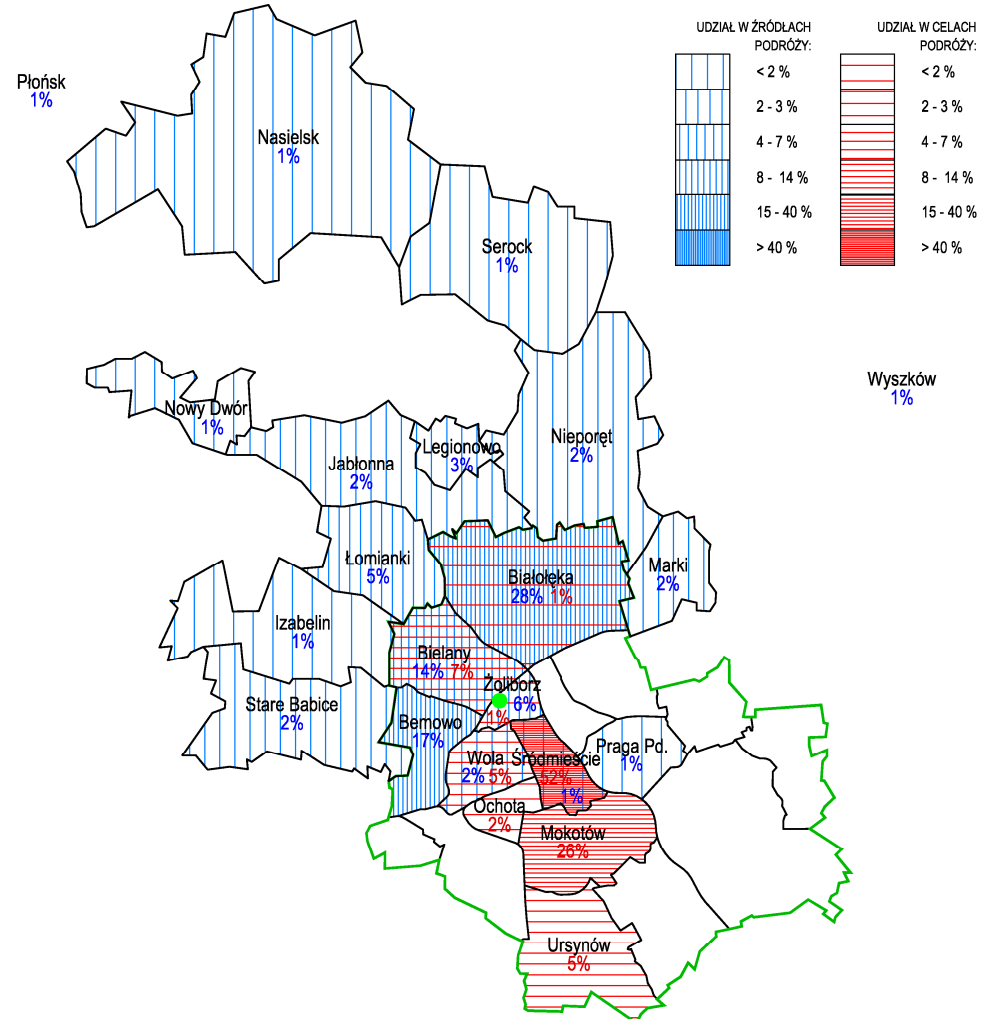 UDZIAŁ W ŹRÓDŁACH
PODRÓŻY:
< 2 %
2 - 3 %
4 - 7 %
8 - 14 %
15 - 40 %
> 40 %
UDZIAŁ W CELACH
PODRÓŻY:
< 2 %
2 - 3 %
4 - 7 %
8 - 14 %
15 - 40 %
> 40 %
Płońsk
1%
Nasielsk
1%
Serock
1%
Wyszków
1%
Nowy Dwór
1%
Nieporęt
2%
Legionowo
3%
Jabłonna
2%
Łomianki
5%
Białołęka
28% 1%
Marki
2%
Izabelin
1%
Bielany
14% 7%
Żoliborz
6%
1%
Stare Babice
2%
Bemowo
17%
Praga Pd.
1%
Wola
2% 5%
Śródmieście
52%
1%
Ochota
2%
Mokotów
26%
Ursynów
5%